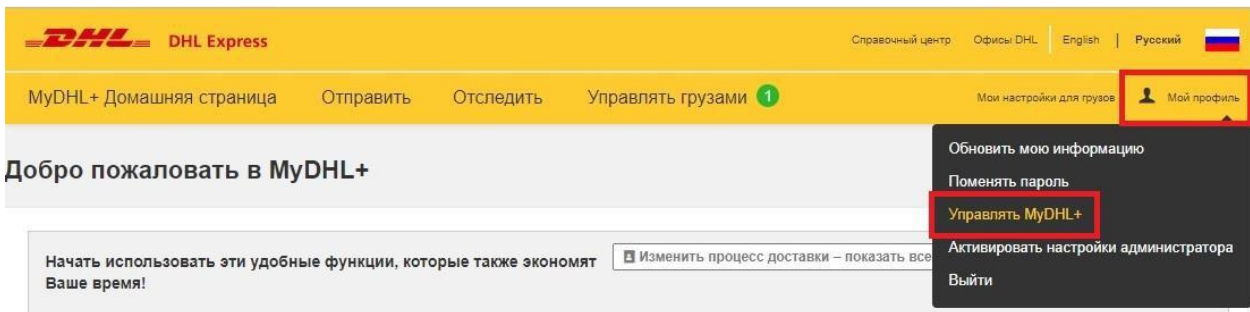 DHL DHL Express
Справочный центр Офисы DHL English | Русский
MyDHL+ Домашняя страница Отправить Отследить Управлять грузами 1
Мои настройки для грузов Мой профиль
Добро пожаловать в MyDHL+
Обновить мою информацию
Поменять пароль
Управлять MyDHL+
Активировать настройки администратора
Выйти
Начать использовать эти удобные функции, которые также экономят
Ваше время!
Изменить процесс доставки – показать все